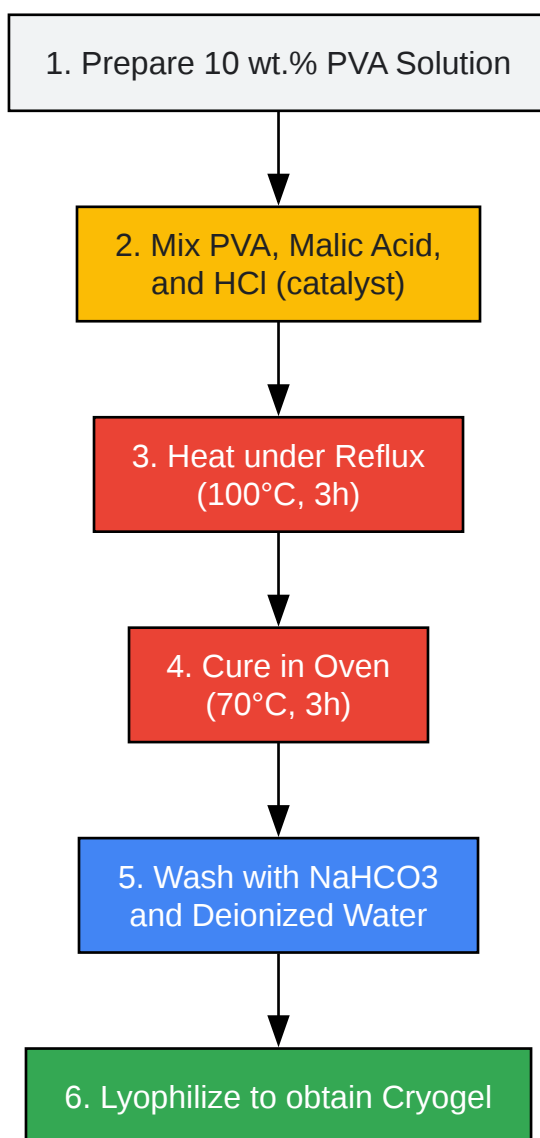 1. Prepare 10 wt.% PVA Solution
2. Mix PVA, Malic Acid,
and HCl (catalyst)
3. Heat under Reflux
(100°C, 3h)
4. Cure in Oven
(70°C, 3h)
5. Wash with NaHCO3
and Deionized Water
6. Lyophilize to obtain Cryogel